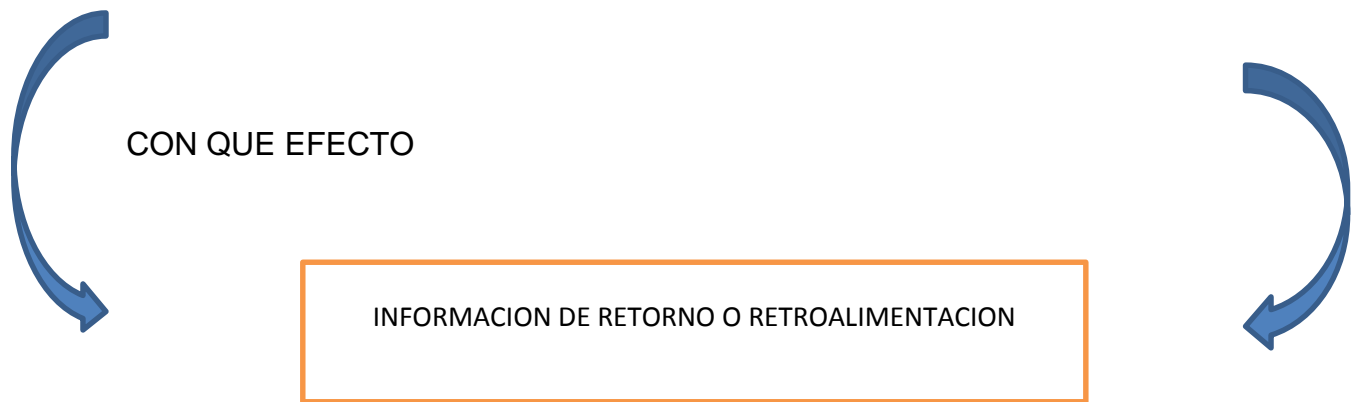 CON QUE EFECTO
INFORMACION DE RETORNO O RETROALIMENTACION